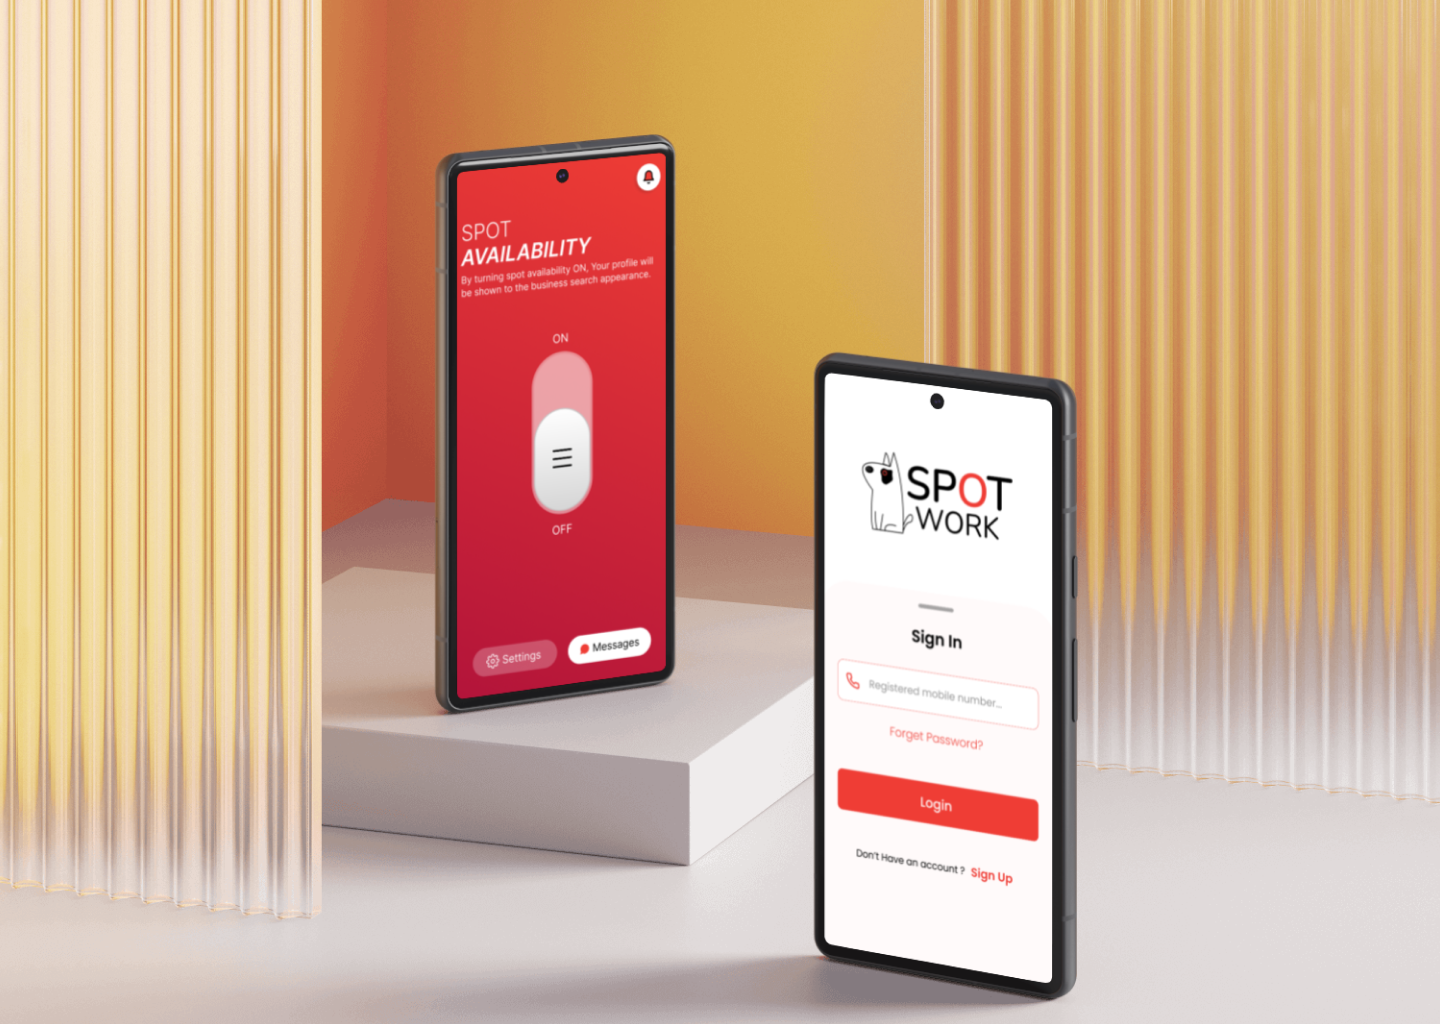 SPOT
AVAILABILITY
By turning spot availability ON, Your profile will
be shown to the business search appearance.
ON
OFF
Settings
Messages
SPOT
WORK
Sign In
Registered mobile number...
Forget Password?
Login
Don't Have an account ? Sign Up